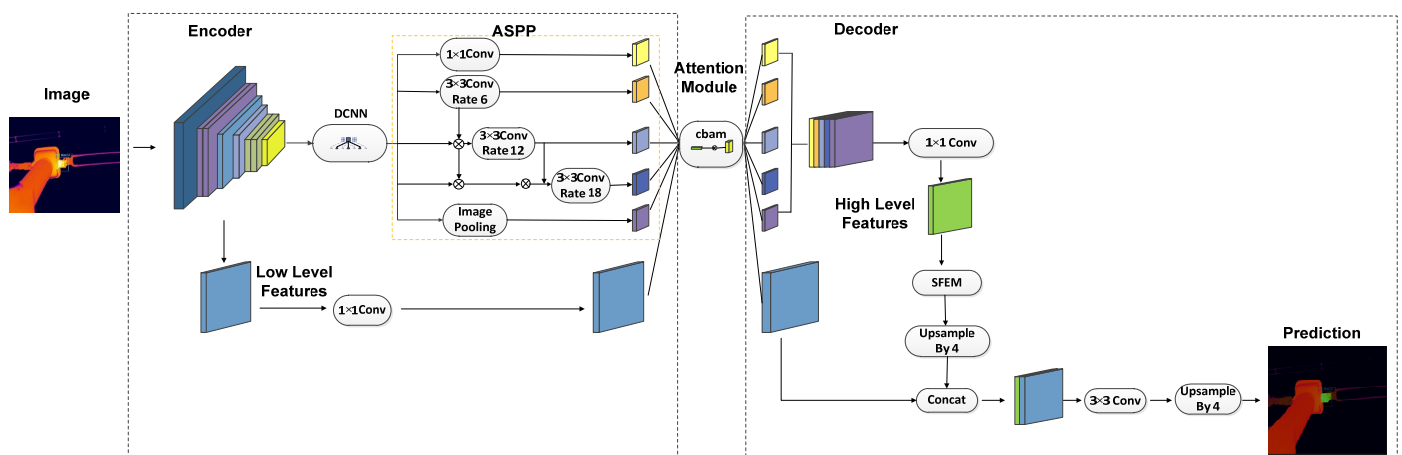 Encoder
ASPP
Decoder
Image
DCNN
1×1Conv
3×3Conv
Rate 6
3×3Conv
Rate 12
3×3Conv
Rate 18
Image
Pooling
Attention
Module
cbam
1×1 Conv
High Level
Features
SFEM
Upsample
By 4
Concat
Low Level
Features
1×1Conv
3×3 Conv
Upsample
By 4
Prediction